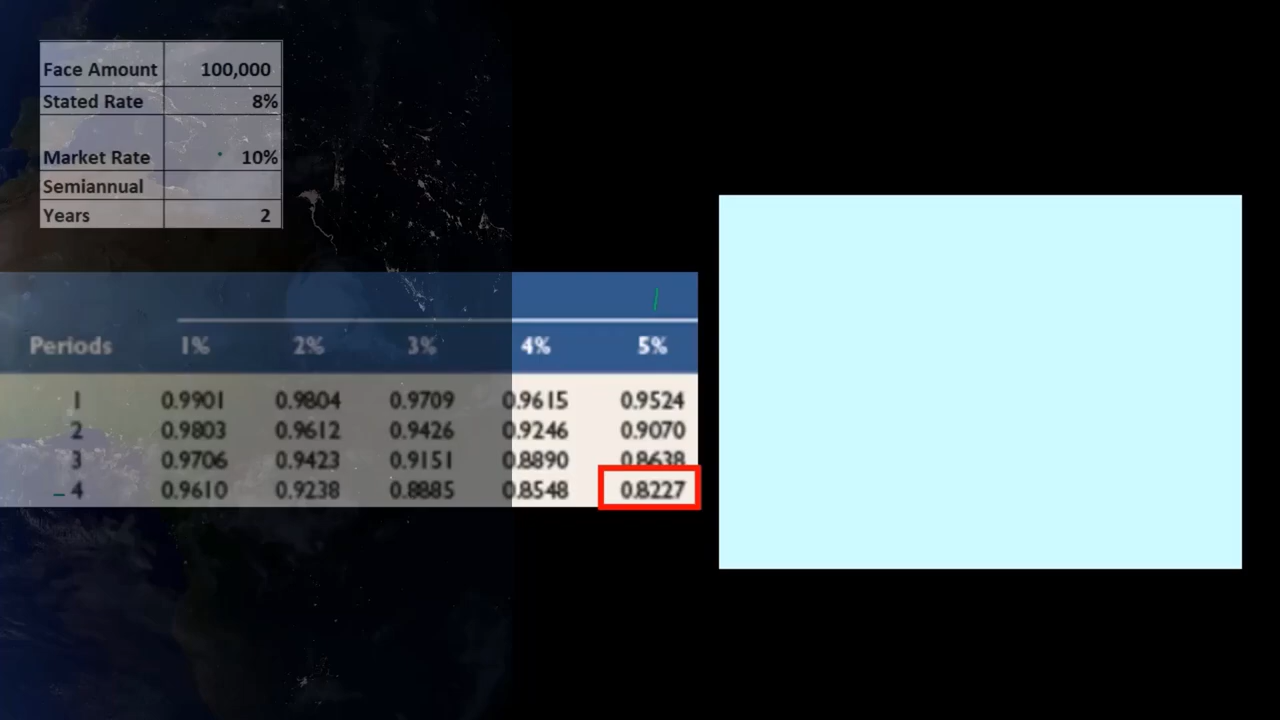 Face Amount 100,000
Stated Rate 8%
Market Rate 10%
Semiannual
Years 2
Periods 1% 2% 3% 4% 5%
1 0.9901 0.9804 0.9709 0.9615 0.9524
2 0.9803 0.9612 0.9426 0.9246 0.9070
3 0.9706 0.9423 0.9151 0.8890 0.8638
4 0.9610 0.9238 0.8885 0.8548 0.8227